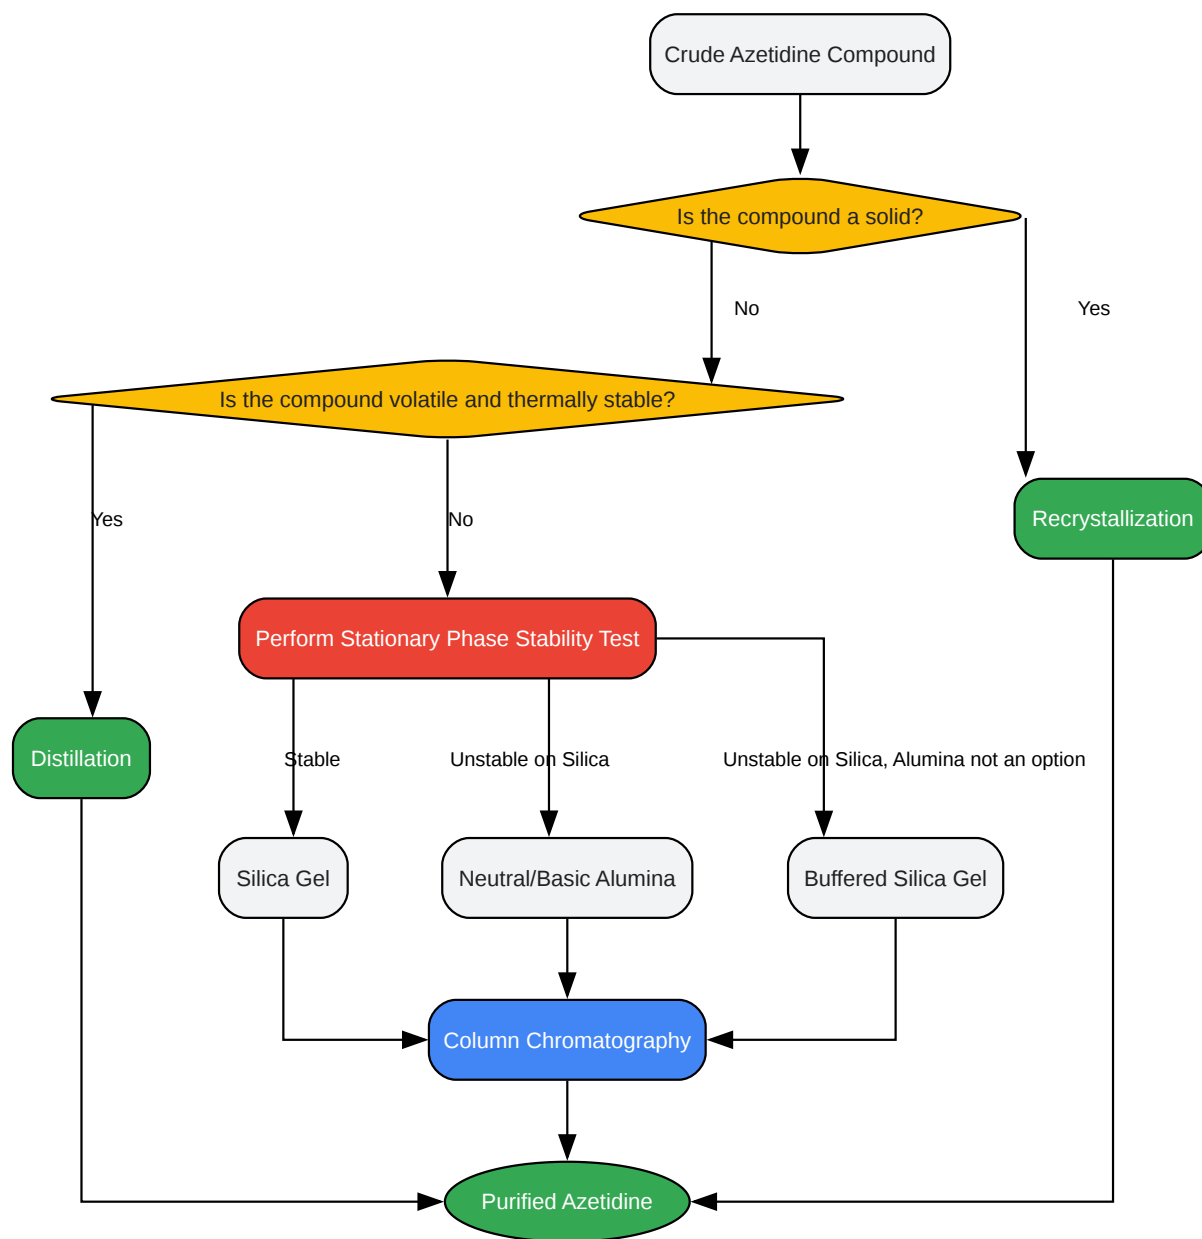 Crude Azetidine Compound
Is the compound a solid?
No
Yes
Is the compound volatile and thermally stable?
Yes
No
Recrystallization
Perform Stationary Phase Stability Test
Distillation
Stable
Unstable on Silica
Unstable on Silica, Alumina not an option
Silica Gel
Neutral/Basic Alumina
Buffered Silica Gel
Column Chromatography
Purified Azetidine